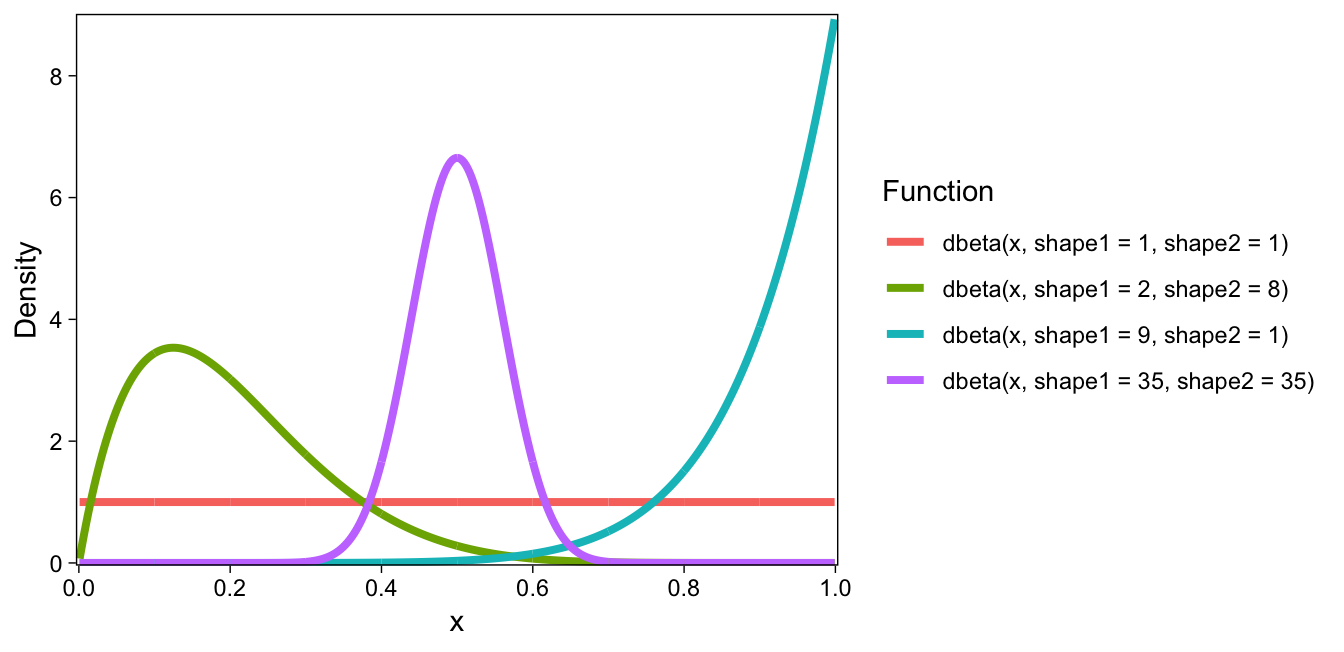 Density
8
6
4
2
0
0.0 0.2 0.4 0.6 0.8 1.0
x
Function
dbeta(x, shape1 = 1, shape2 = 1)
dbeta(x, shape1 = 2, shape2 = 8)
dbeta(x, shape1 = 9, shape2 = 1)
dbeta(x, shape1 = 35, shape2 = 35)